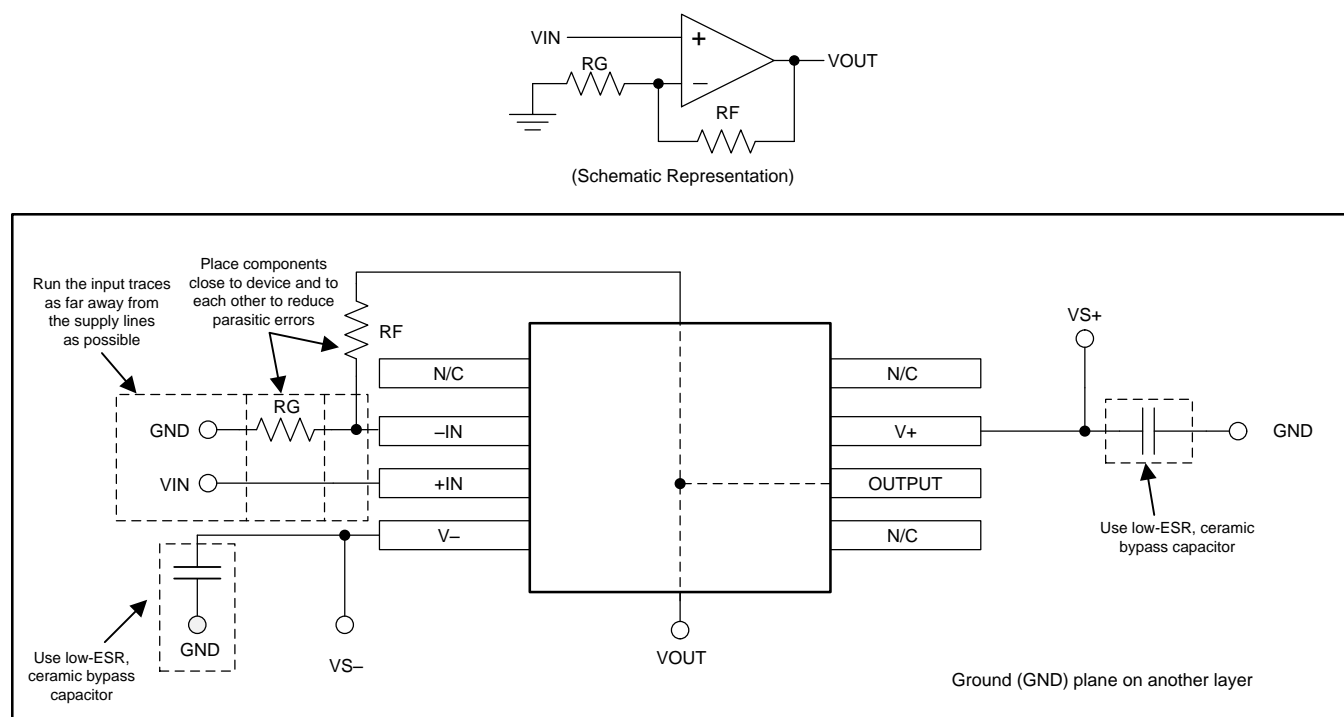 VIN
+
RG
−
VOUT
RF
(Schematic Representation)
Run the input traces
as far away from
the supply lines
as possible
Place components
close to device and to
each other to reduce
parasitic errors
RF
VS+
N/C
N/C
RG
GND
–IN
V+
GND
VIN
+IN
OUTPUT
V–
N/C
Use low-ESR, ceramic
bypass capacitor
GND
VS–
VOUT
Use low-ESR,
ceramic bypass
capacitor
Ground (GND) plane on another layer